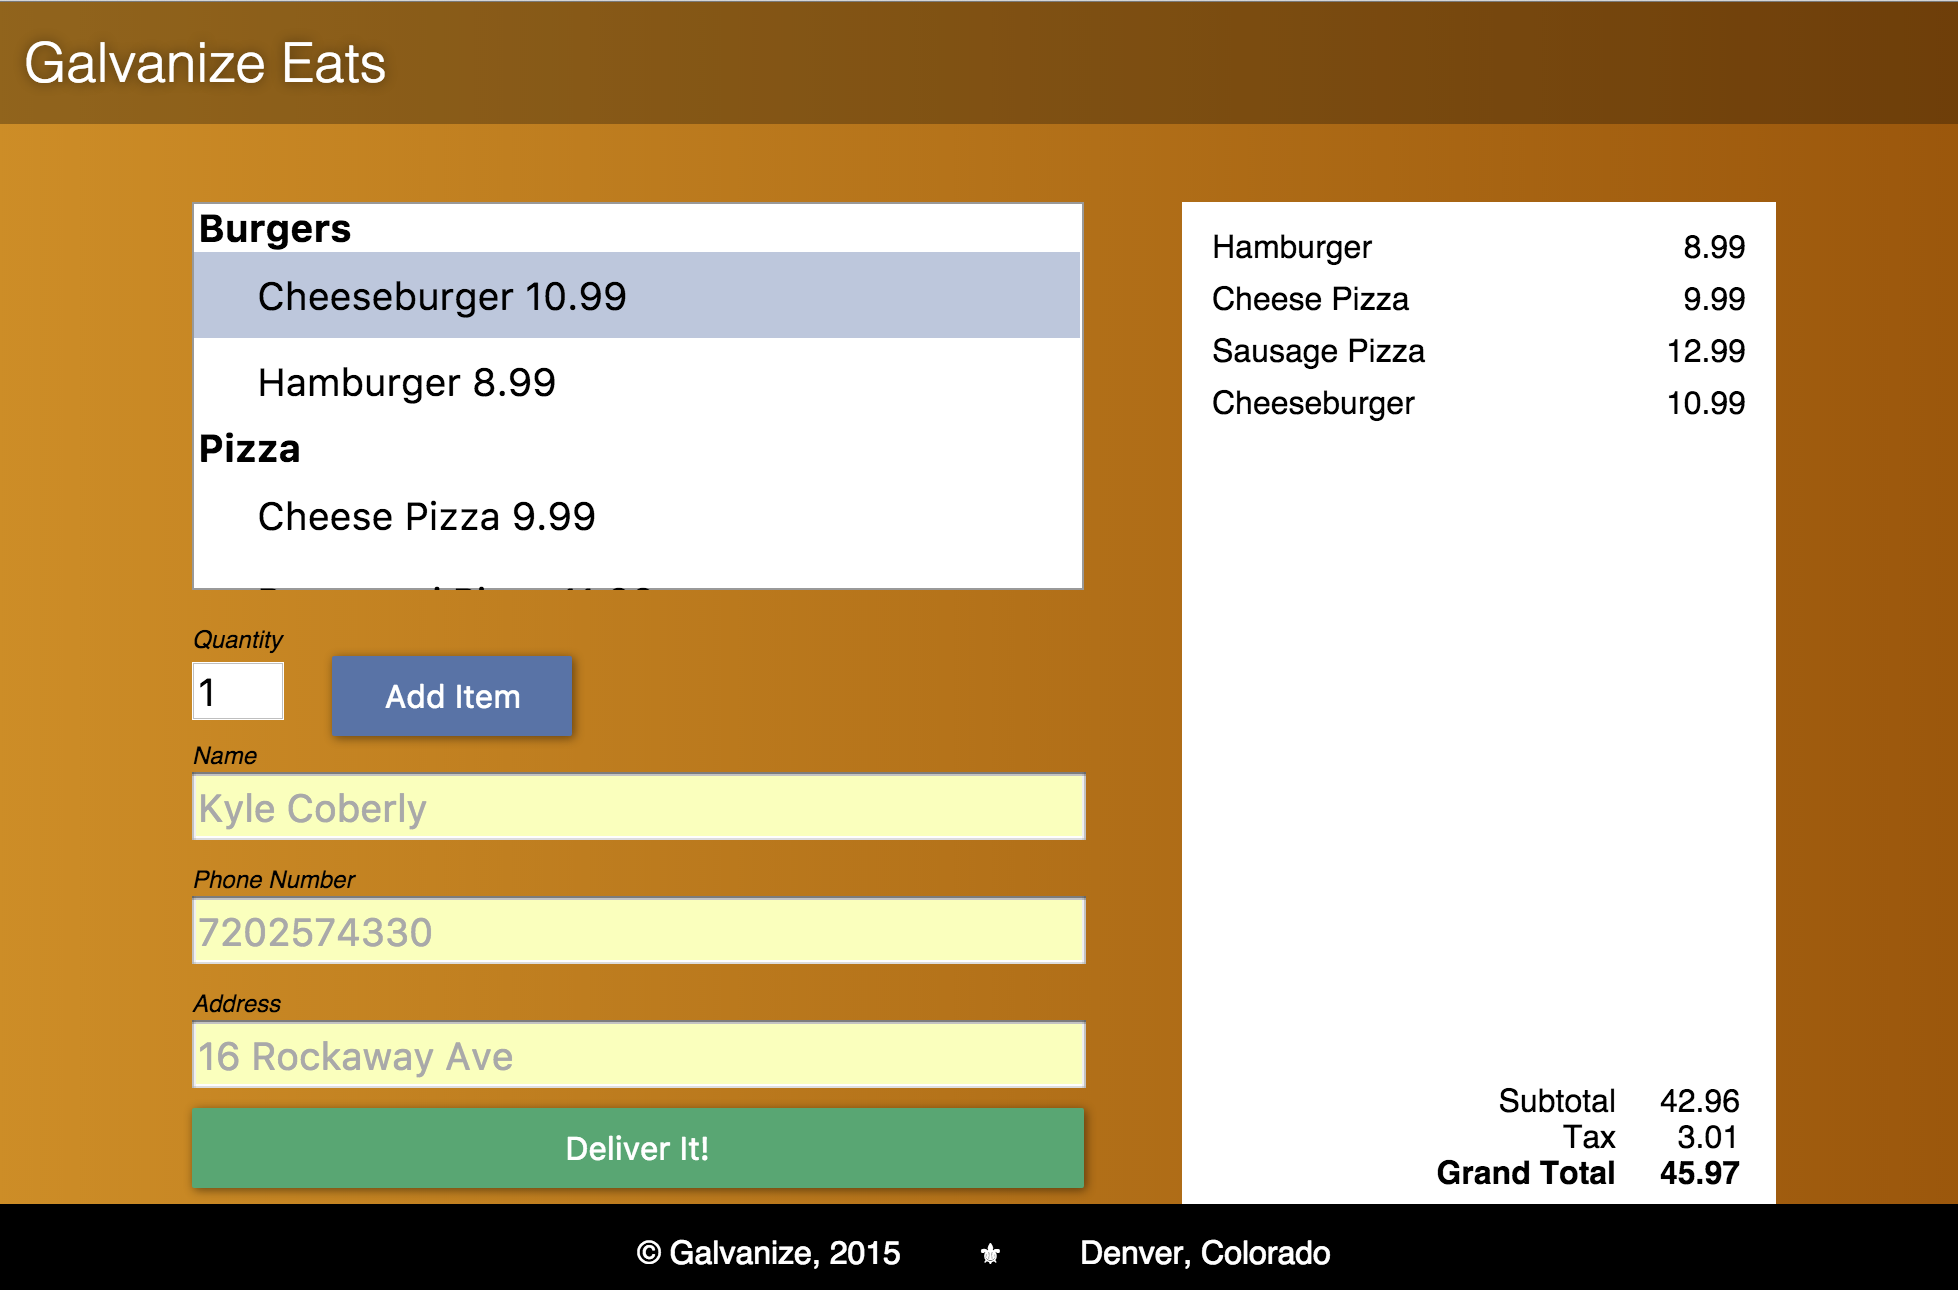 Galvanize Eats
Burgers
Cheeseburger 10.99
Hamburger 8.99
Pizza
Cheese Pizza 9.99
Quantity
1
Add Item
Name
Kyle Coberly
Phone Number
7202574330
Address
16 Rockaway Ave
Deliver It!
Hamburger 8.99
Cheese Pizza 9.99
Sausage Pizza 12.99
Cheeseburger 10.99
Subtotal 42.96
Tax 3.01
Grand Total 45.97
© Galvanize, 2015 ⚜ Denver, Colorado